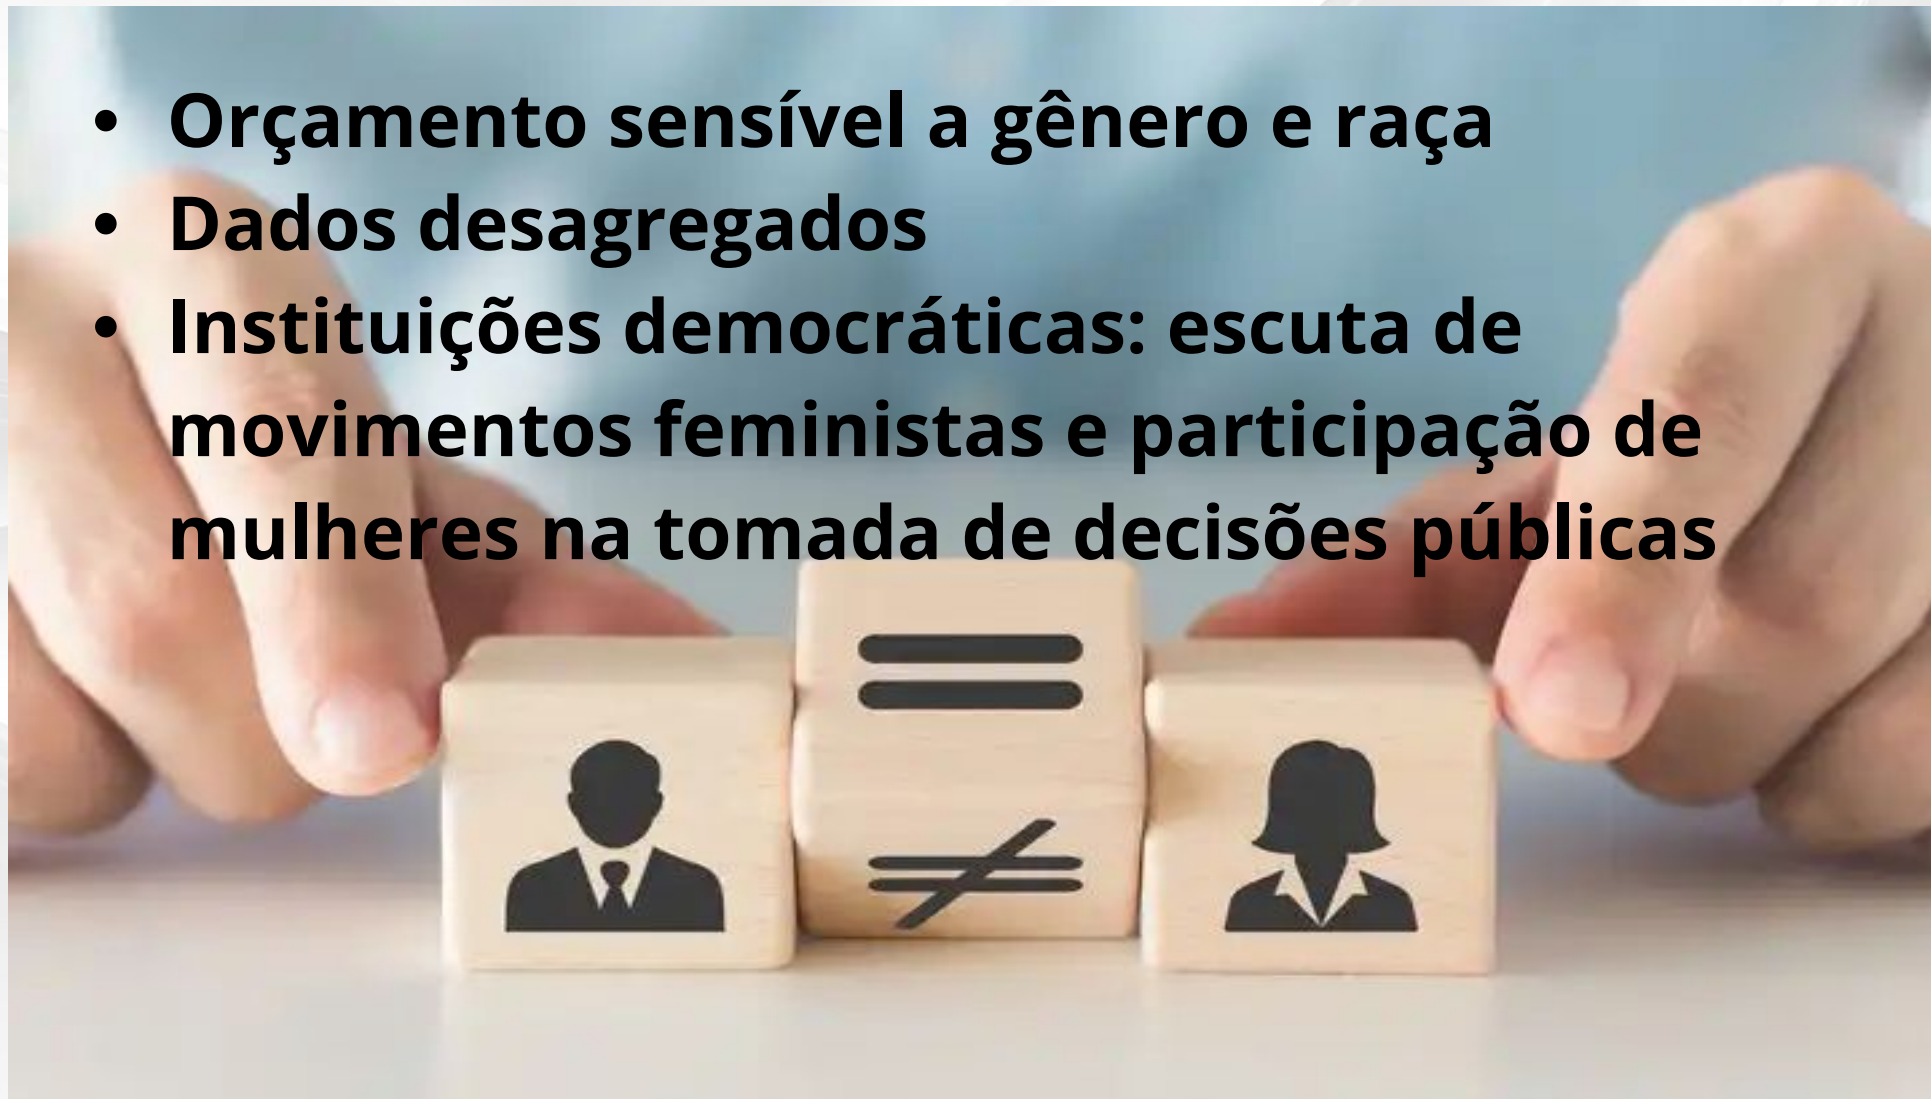 • Orçamento sensível a gênero e raça
• Dados desagregados
• Instituições democráticas: escuta de
movimentos feministas e participação de
mulheres na tomada de decisões públicas
=
≠